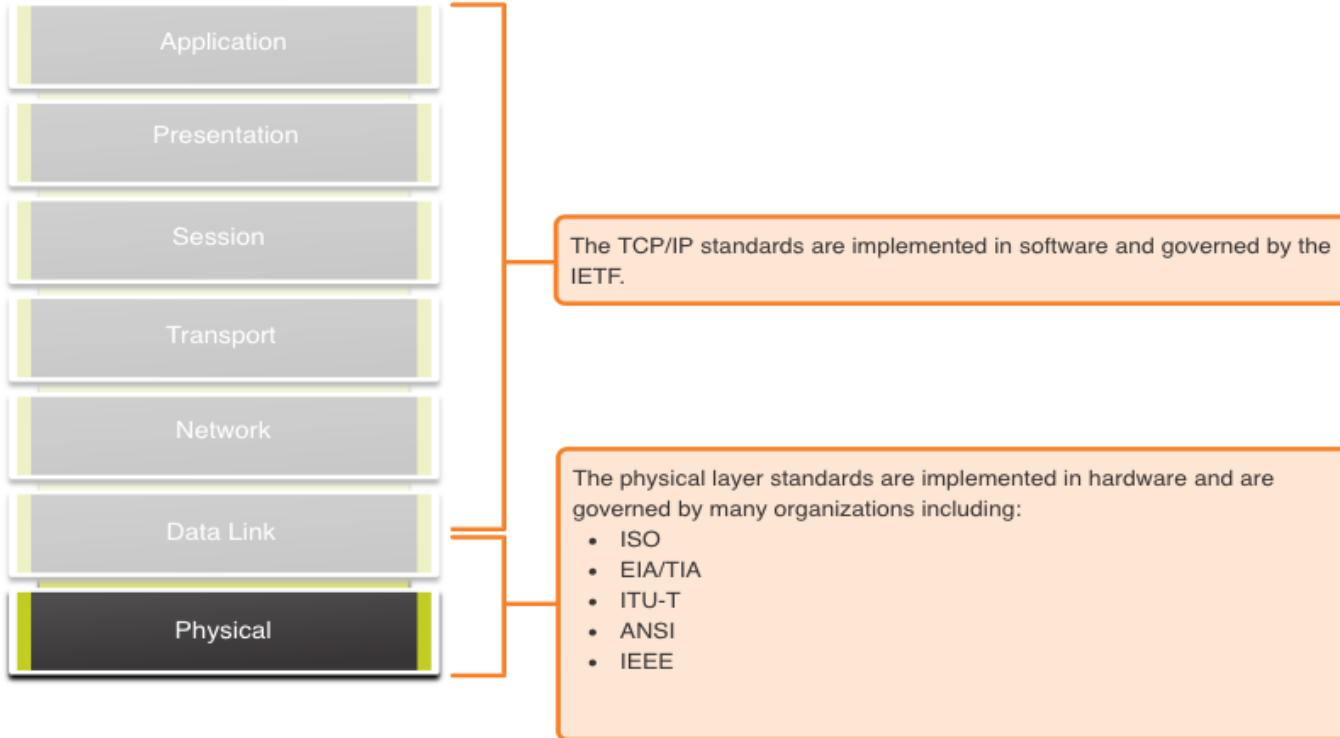 Application
Presentation
Session
Transport
Network
Data Link
Physical
The TCP/IP standards are implemented in software and governed by the
IETF.
The physical layer standards are implemented in hardware and are
governed by many organizations including:
• ISO
• EIA/TIA
• ITU-T
• ANSI
• IEEE